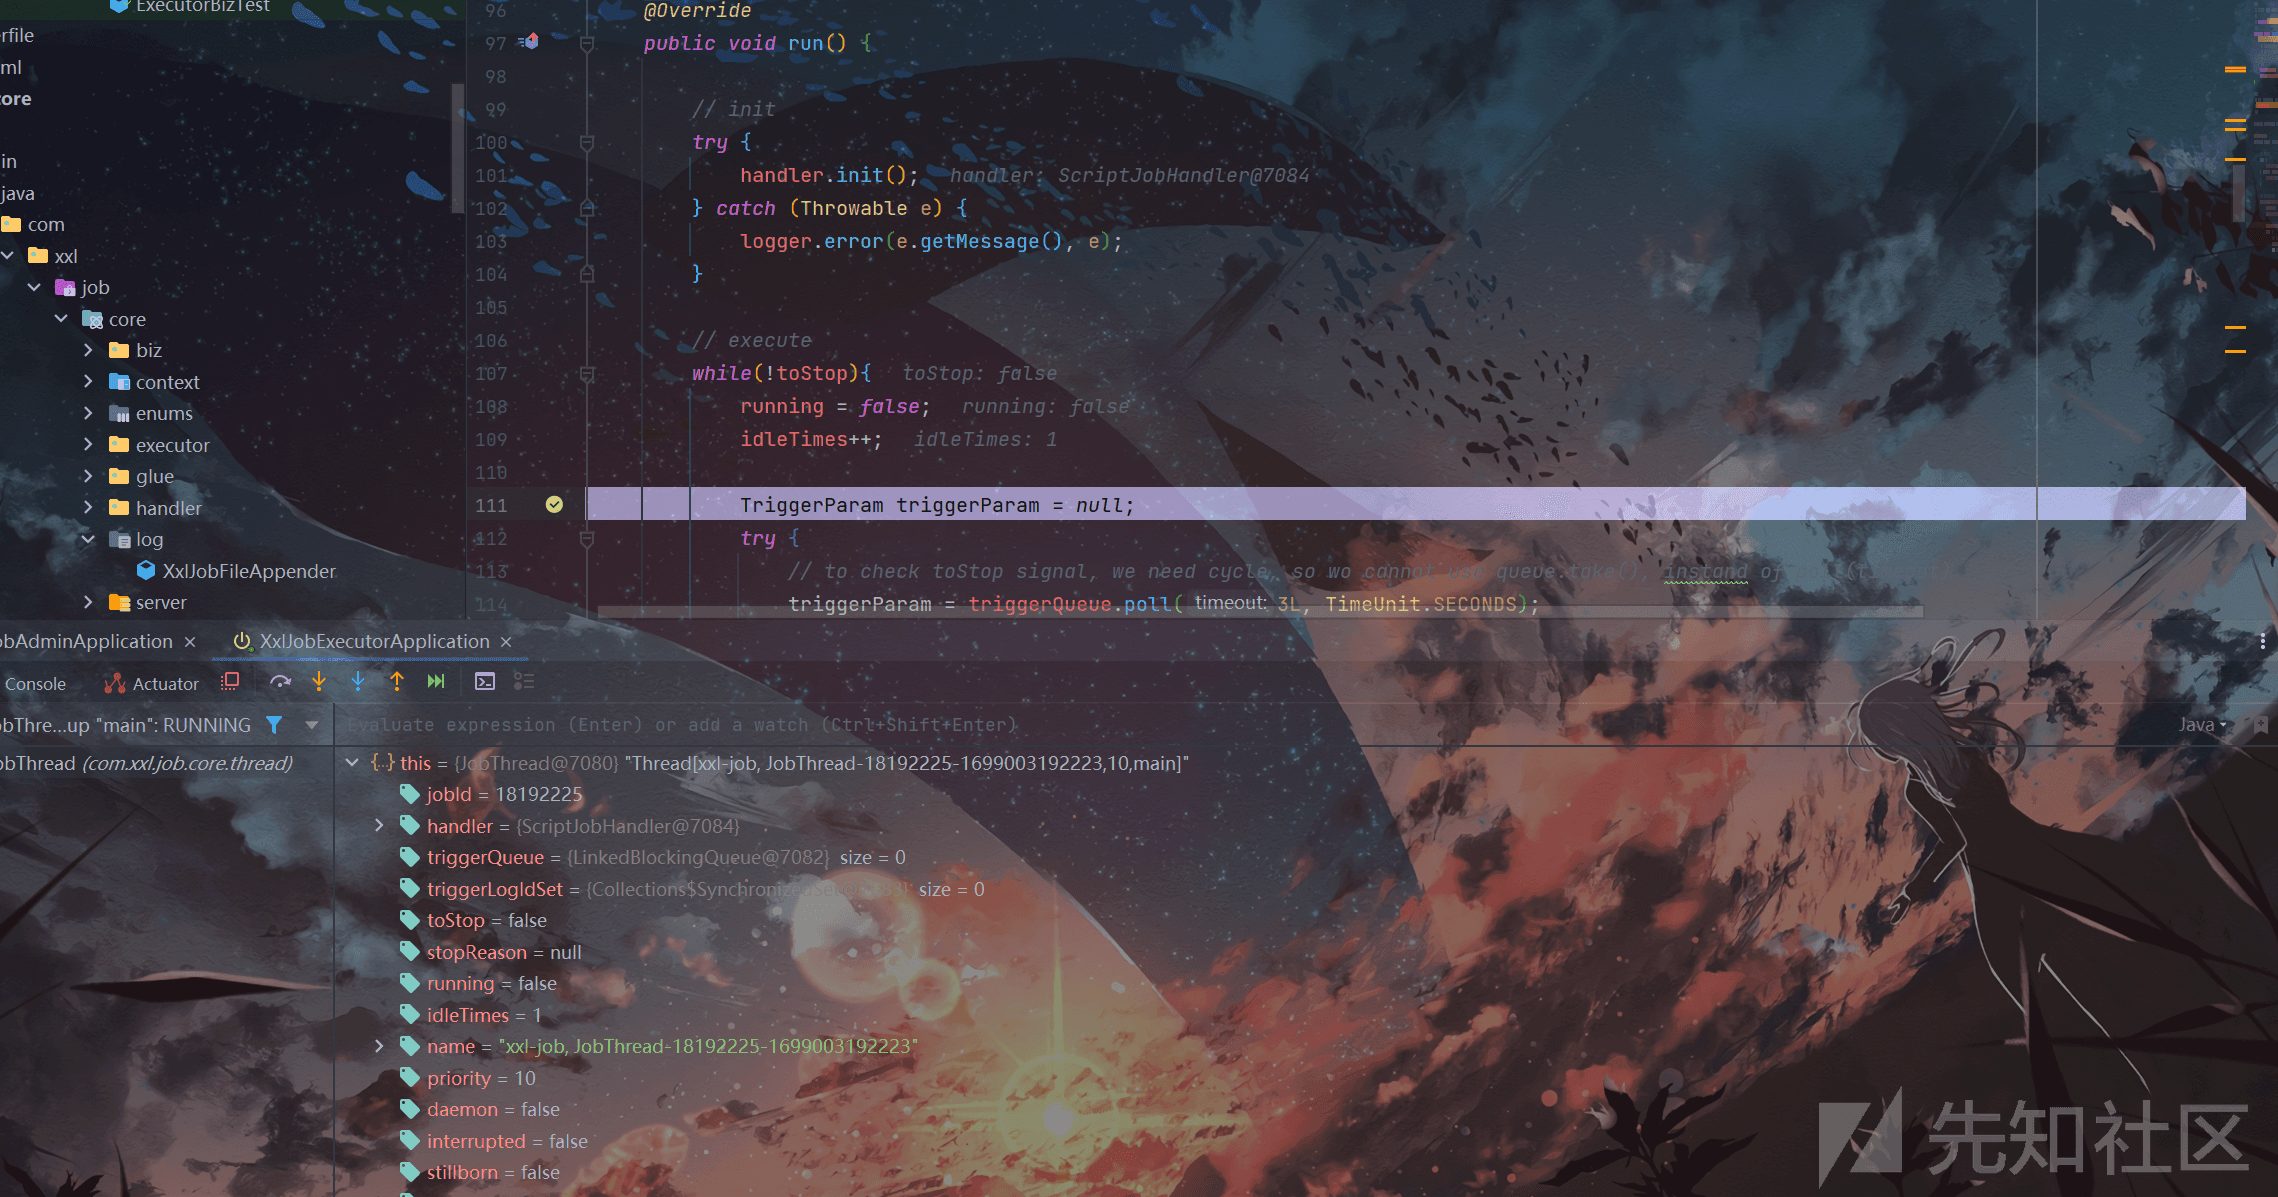 ExecutorBizTest
rfile
ml
ore
in
java
com
xxl
job
core
biz
context
enums
executor
glue
handler
log
XxlJobFileAppender
server
96 @Override
97 public void run() {
98
99 // init
100 try {
101 handler.init(); handler: ScriptJobHandler@7084
102 } catch (Throwable e) {
103 logger.error(e.getMessage(), e);
104 }
105
106 // execute
107 while(!toStop){ toStop: false
108 running = false; running: false
109 idleTimes++; idleTimes: 1
110
111 TriggerParam triggerParam = null;
112 try {
113 // to check toStop signal, we need cycle, so wo cannot use queue.take(), instand of
114 triggerParam = triggerQueue.poll( timeout: 3L, TimeUnit.SECONDS);
obAdminApplication XxlJobExecutorApplication
Console Actuator
obThre...up "main": RUNNING
Evaluate expression (Enter) or add a watch (Ctrl+Shift+Enter)
Java
obThread (com.xxl.job.core.thread)
this = {JobThread@7080} "Thread[xxl-job, JobThread-18192225-1699003192223,10,main]"
jobId = 18192225
handler = {ScriptJobHandler@7084}
triggerQueue = {LinkedBlockingQueue@7082} size = 0
triggerLogIdSet = size = 0
toStop = false
stopReason = null
running = false
idleTimes = 1
name = "xxl-job, JobThread-18192225-1699003192223"
priority = 10
daemon = false
interrupted = false
stillborn = false
先知社区